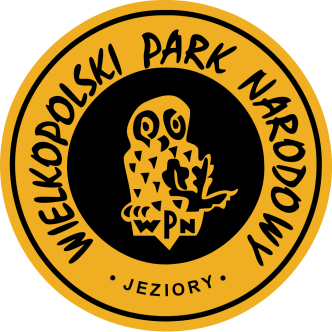 WIELKOPOLSKI PARK NARODOWY
WPN
• JEZIORY •